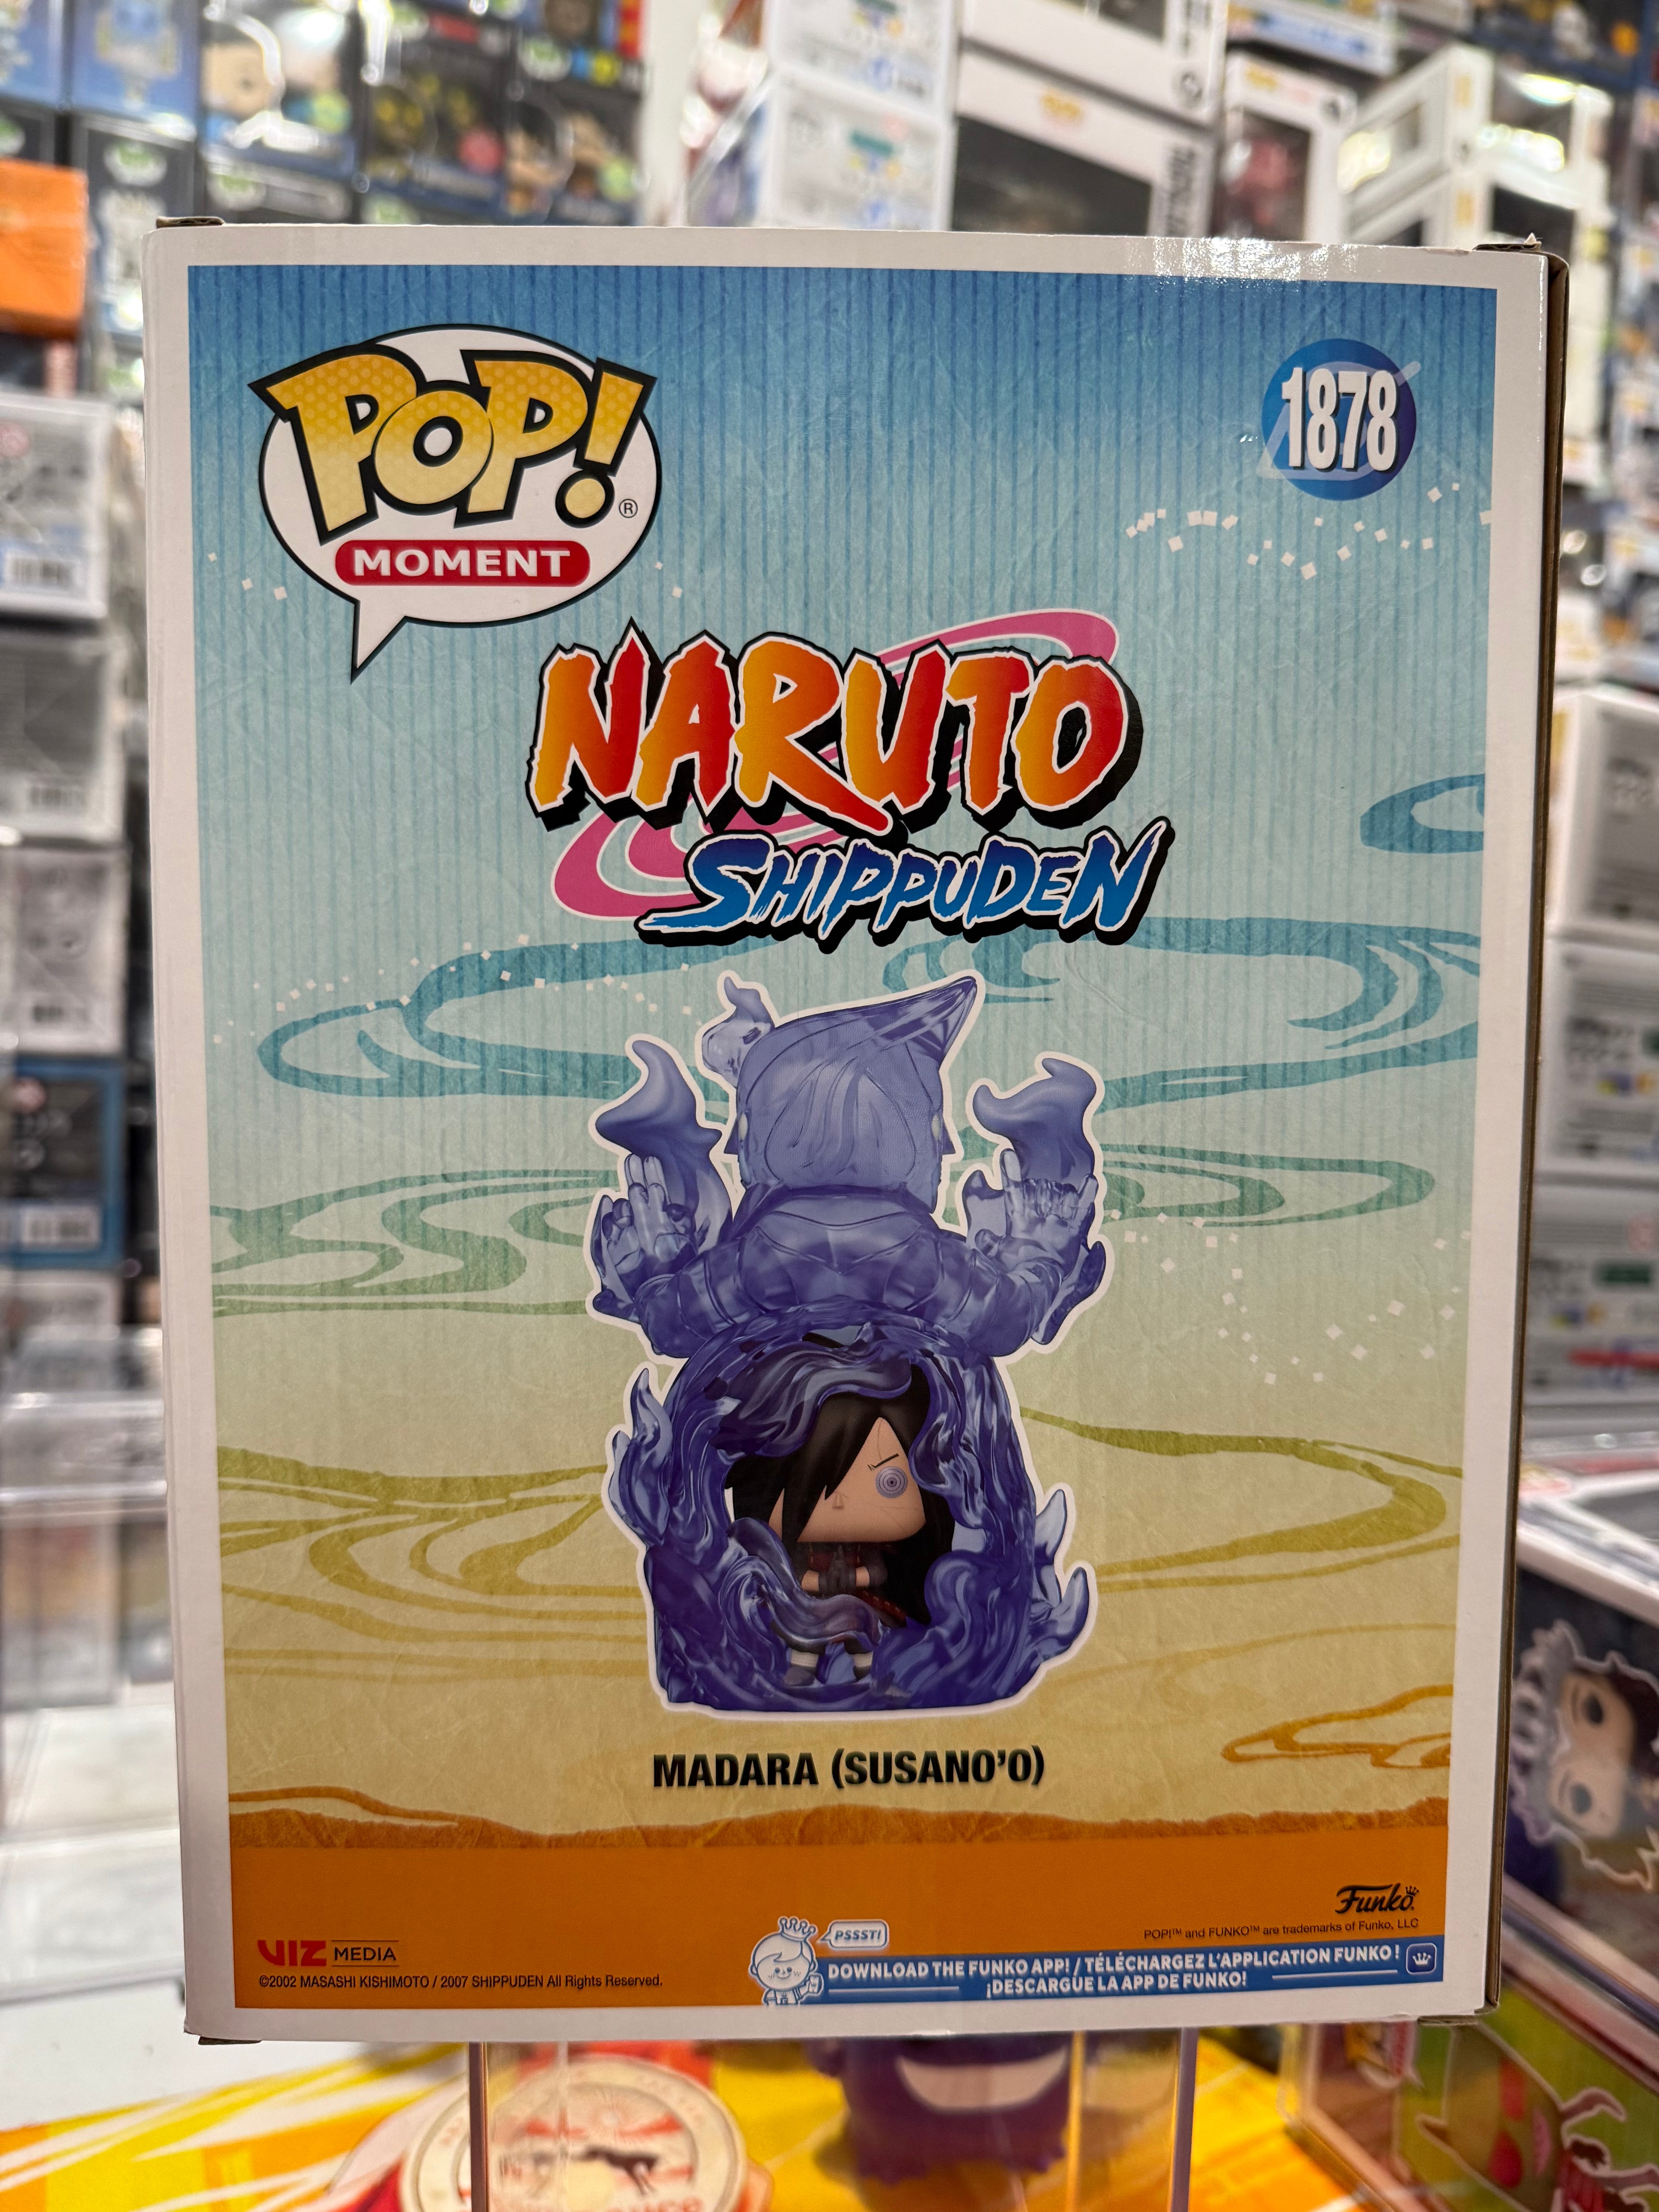 POP!®
MOMENT
1878
NARUTO
SHIPPUDEN
MADARA (SUSANO'O)
Funko
POP!™ and FUNKO™ are trademarks of Funko, LLC
VIZ MEDIA
©2002 MASASHI KISHIMOTO / 2007 SHIPPUDEN All Rights Reserved.
PSSST!
DOWNLOAD THE FUNKO APP! / TÉLÉCHARGEZ L'APPLICATION FUNKO !
¡DESCARGUE LA APP DE FUNKO!